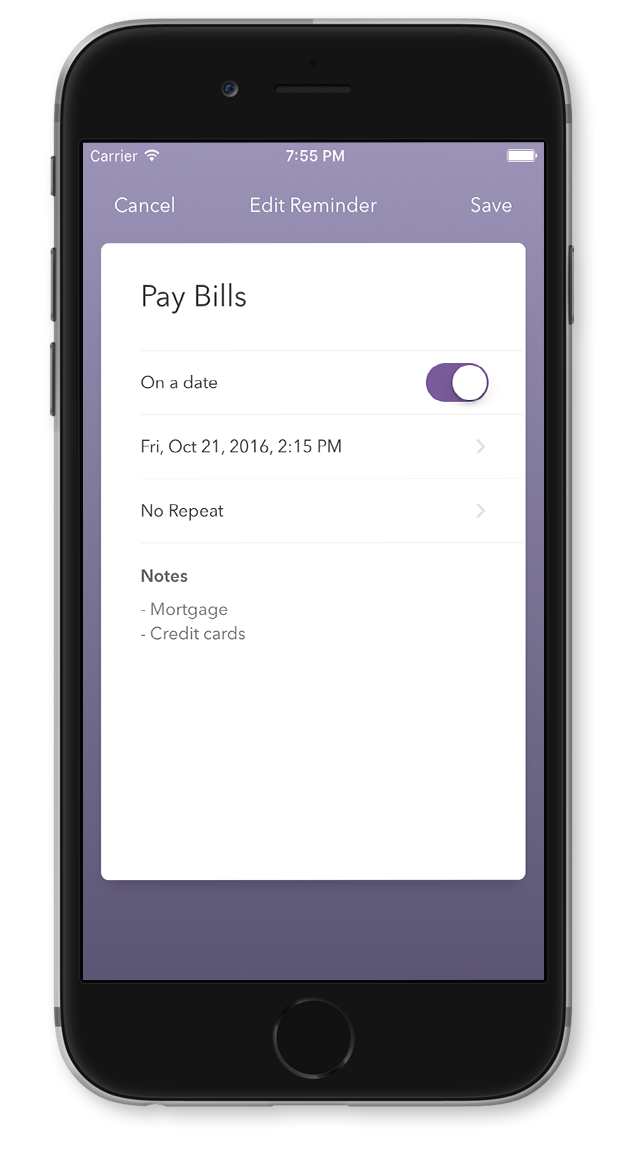 Carrier 7:55 PM
Cancel Edit Reminder Save
Pay Bills
On a date
Fri, Oct 21, 2016, 2:15 PM
No Repeat
Notes
- Mortgage
- Credit cards